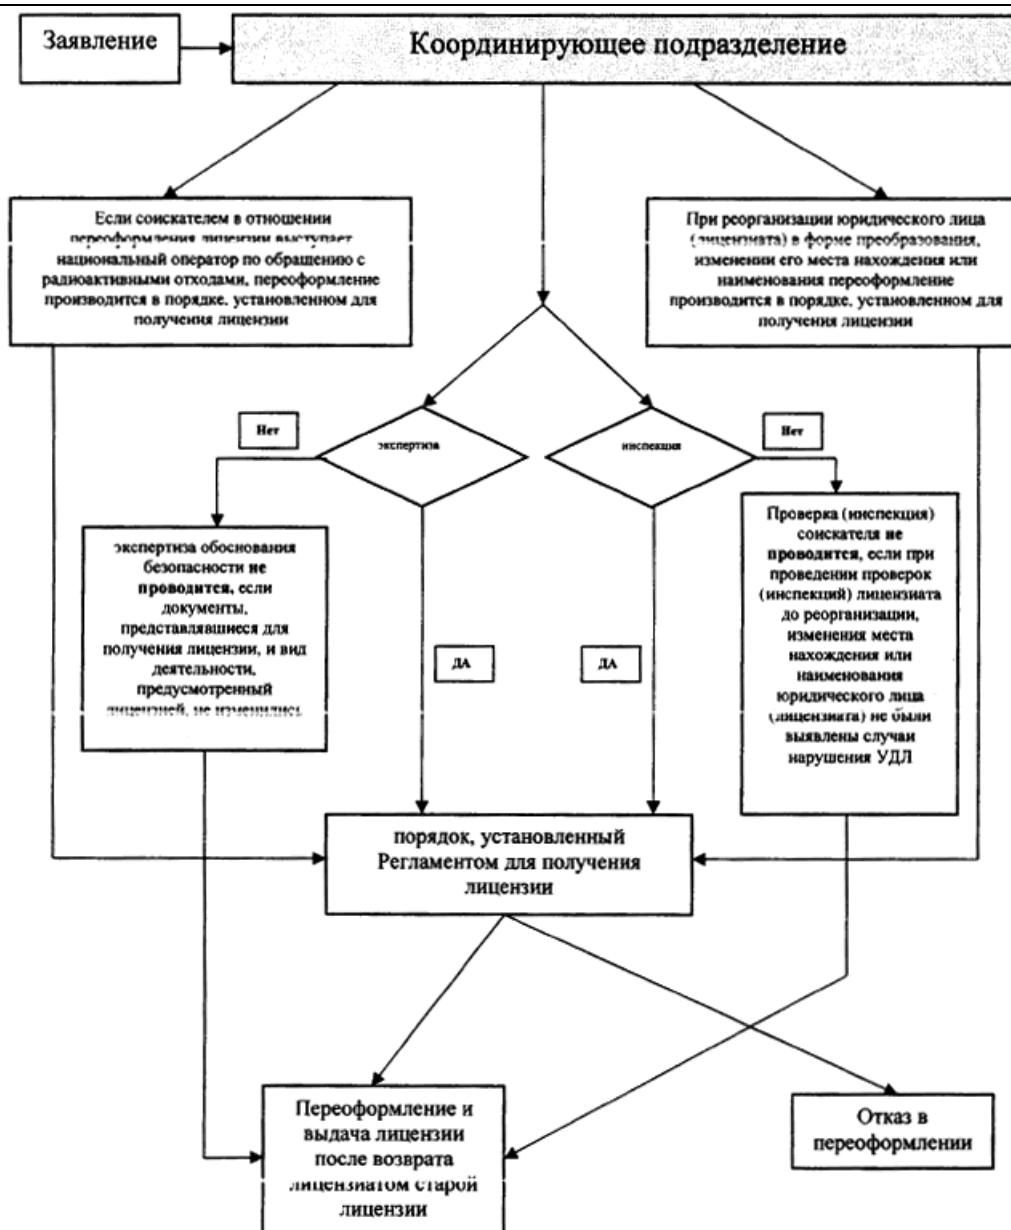 Заявление
Координирующее подразделение
Если соискателем в отношении
переоформления лицензии выступает
национальный оператор по обращению с
радиоактивными отходами, переоформление
производится в порядке, установленном для
получения лицензии
При реорганизации юридического лица
(лицензиата) в форме преобразования,
изменении его места нахождения или
наименования переоформление
производится в порядке, установленном для
получения лицензии
Нет
экспертиза
инспекция
Нет
экспертиза обоснования
безопасности не
проводится, если
документы,
представлявшиеся для
получения лицензии, и вид
деятельности,
предусмотренный
лицензией, не изменились
Проверка (инспекция)
соискателя не
проводится, если при
проведении проверок
(инспекций) лицензиата
до реорганизации,
изменения места
нахождения или
наименования
юридического лица
(лицензиата) не были
выявлены случаи
нарушения УДЛ
ДА
ДА
порядок, установленный
Регламентом для получения
лицензии
Переоформление и
выдача лицензии
после возврата
лицензиатом старой
лицензии
Отказ в
переоформлении